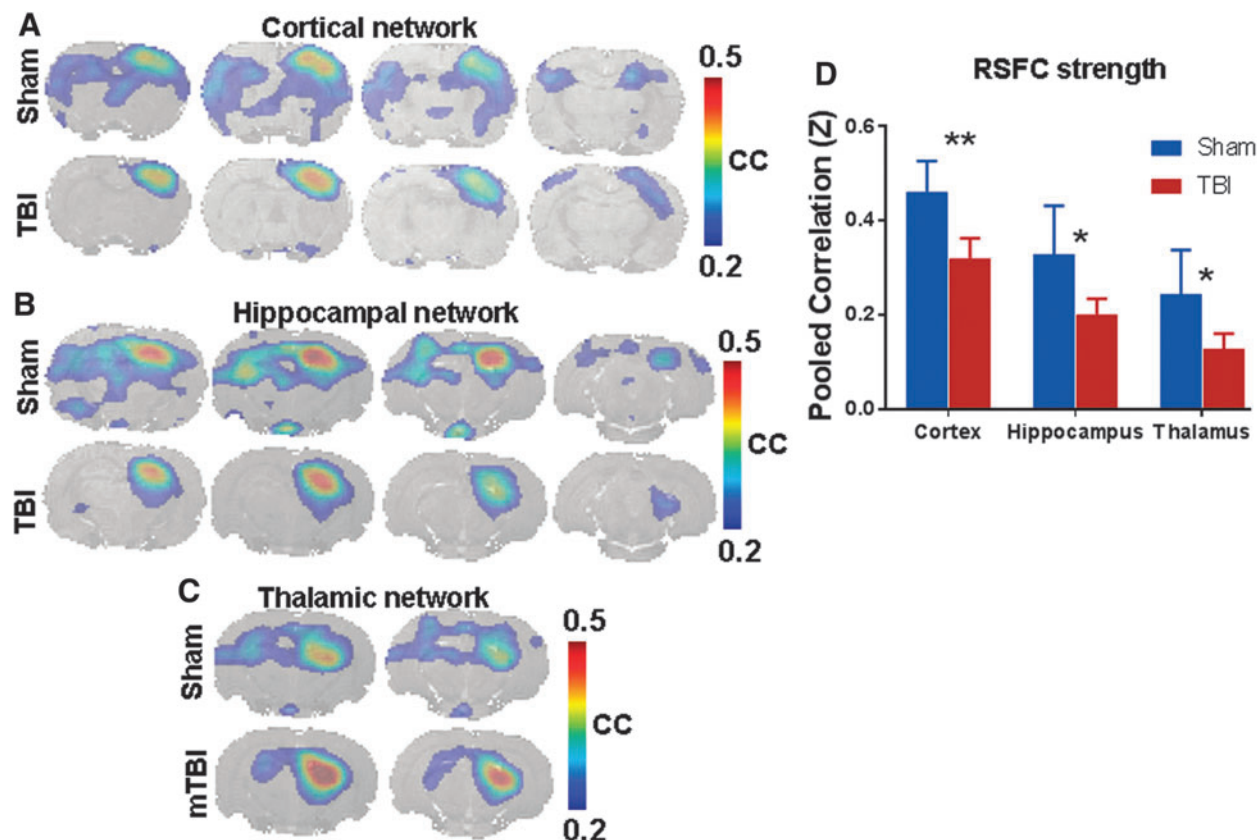 A
Cortical network
Sham
TBI
0.5
CC
0.2
B
Hippocampal network
Sham
TBI
0.5
CC
0.2
C
Thalamic network
Sham
mTBI
0.5
CC
0.2
D
RSFC strength
Pooled Correlation (Z)
0.6
0.4
0.2
0.0
**
*
*
Sham
TBI
Cortex Hippocampus Thalamus